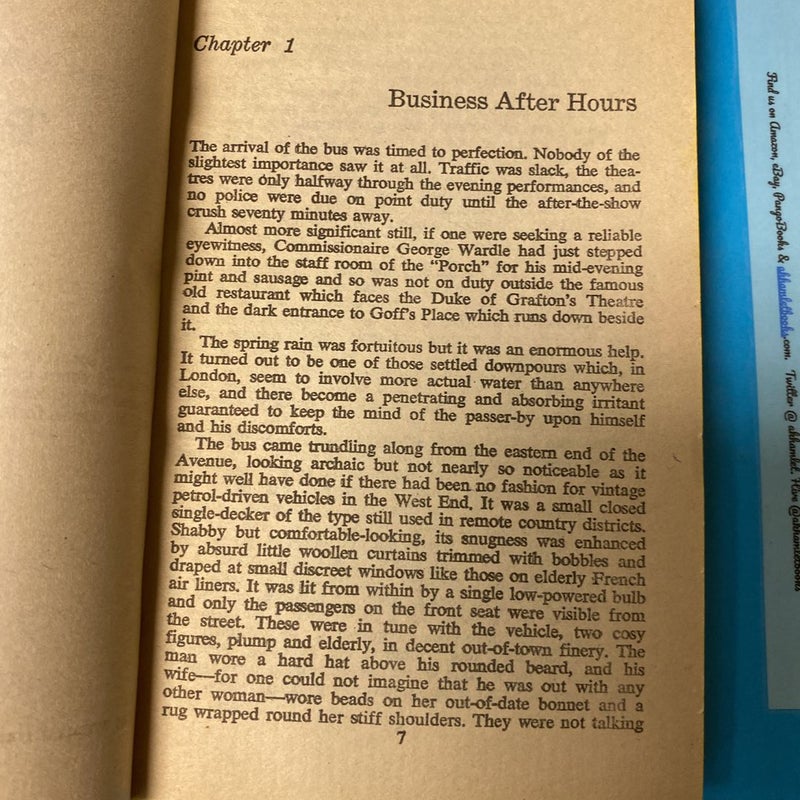 Chapter 1
Business After Hours
The arrival of the bus was timed to perfection. Nobody of the
slightest importance saw it at all. Traffic was slack, the thea-
tres were only halfway through the evening performances, and
no police were due on point duty until the after-the-show
crush seventy minutes away.
Almost more significant still, if one were seeking a reliable
eyewitness, Commissionaire George Wardle had just stepped
down into the staff room of the "Porch" for his mid-evening
pint and sausage and so was not on duty outside the famous
old restaurant which faces the Duke of Grafton's Theatre
and the dark entrance to Goff's Place which runs down beside
it.
The spring rain was fortuitous but it was an enormous help.
It turned out to be one of those settled downpours which, in
London, seem to involve more actual water than anywhere
else, and there become a penetrating and absorbing irritant
guaranteed to keep the mind of the passer-by upon himself
and his discomforts.
The bus came trundling along from the eastern end of the
Avenue, looking archaic but not nearly so noticeable as it
might well have done if there had been no fashion for vintage
petrol-driven vehicles in the West End. It was a small closed
single-decker of the type still used in remote country districts.
Shabby but comfortable-looking, its snugness was enhanced
by absurd little woollen curtains trimmed with bobbles and
draped at small discreet windows like those on elderly French
air liners. It was lit from within by a single low-powered bulb
and only the passengers on the front seat were visible from
the street. These were in tune with the vehicle, two cosy
figures, plump and elderly, in decent out-of-town finery. The
man wore a hard hat above his rounded beard, and his
wife—for one could not imagine that he was out with any
other woman—wore beads on her out-of-date bonnet and a
rug wrapped round her stiff shoulders. They were not talking
7
Find us on Amazon, eBay, PangoBooks & akhamletbooks.com. Twitter @ akhamlet. Hive @akhamletbooks